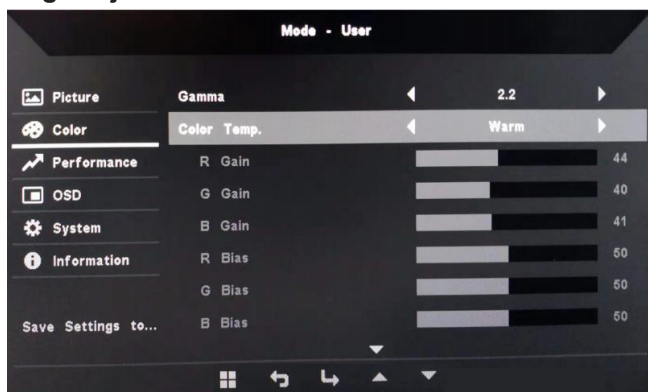 Mode - User
Picture
Gamma 2.2
Color
Color Temp. Warm
Performance
R Gain 44
OSD
G Gain 40
System
B Gain 41
Information
R Bias 50
G Bias 50
Save Settings to...
B Bias 50